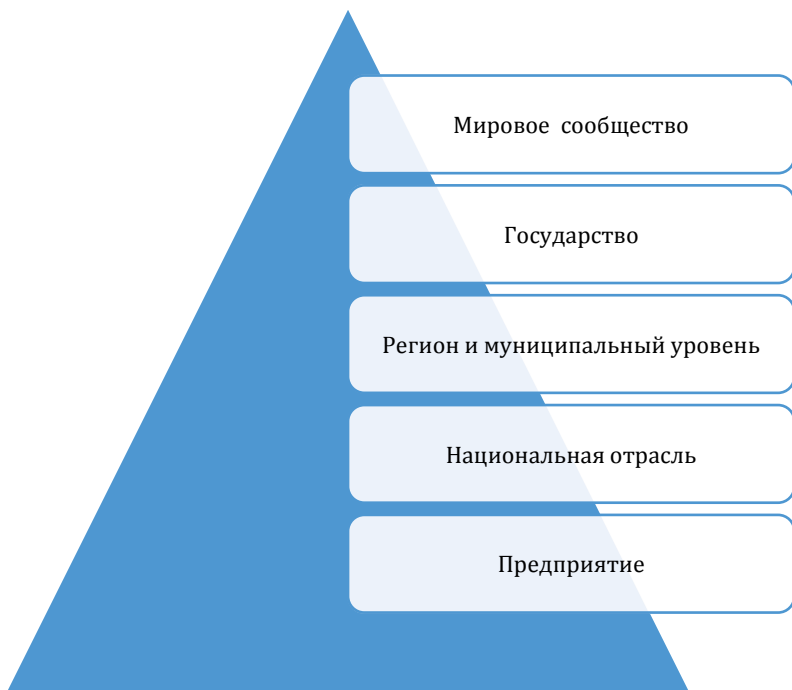 Мировое сообщество
Государство
Регион и муниципальный уровень
Национальная отрасль
Предприятие